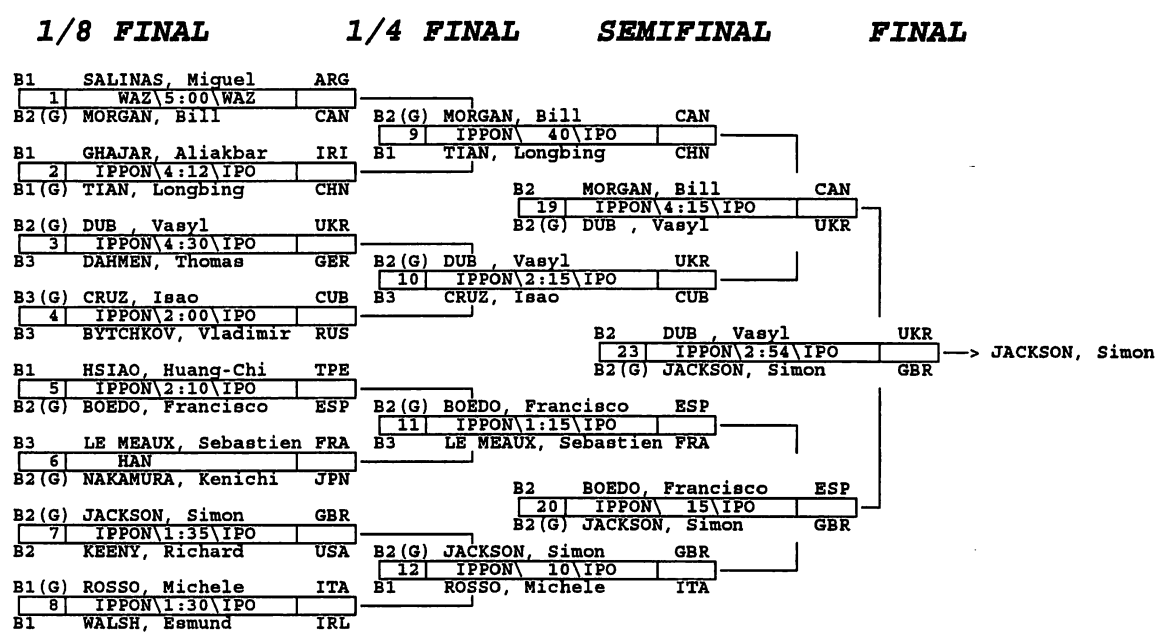 1/8 FINAL 1/4 FINAL SEMIFINAL FINAL
B1 SALINAS, Miguel ARG
1 WAZ\5:00\WAZ
B2(G) MORGAN, Bill CAN
B1 GHAJAR, Aliakbar IRI
2 IPPON\4:12\IPO
B1(G) TIAN, Longbing CHN
B2(G) DUB , Vasyl UKR
3 IPPON\4:30\IPO
B3 DAHMEN, Thomas GER
B3(G) CRUZ, Isao CUB
4 IPPON\2:00\IPO
B3 BYTCHKOV, Vladimir RUS
B1 HSIAO, Huang-Chi TPE
5 IPPON\2:10\IPO
B2(G) BOEDO, Francisco ESP
B3 LE MEAUX, Sebastien FRA
6 HAN
B2(G) NAKAMURA, Kenichi JPN
B2(G) JACKSON, Simon GBR
7 IPPON\1:35\IPO
B2 KEENY, Richard USA
B1(G) ROSSO, Michele ITA
8 IPPON\1:30\IPO
B1 WALSH, Esmund IRL
B2(G) MORGAN, Bill CAN
9 IPPON\ 40\IPO
B1 TIAN, Longbing CHN
B2(G) DUB , Vasyl UKR
10 IPPON\2:15\IPO
B3 CRUZ, Isao CUB
B2(G) BOEDO, Francisco ESP
11 IPPON\1:15\IPO
B3 LE MEAUX, Sebastien FRA
B2(G) JACKSON, Simon GBR
12 IPPON\ 10\IPO
B1 ROSSO, Michele ITA
B2 MORGAN, Bill CAN
19 IPPON\4:15\IPO
B2(G) DUB , Vasyl UKR
B2 BOEDO, Francisco ESP
20 IPPON\ 15\IPO
B2(G) JACKSON, Simon GBR
B2 DUB , Vasyl UKR
23 IPPON\2:54\IPO
B2(G) JACKSON, Simon GBR
—> JACKSON, Simon